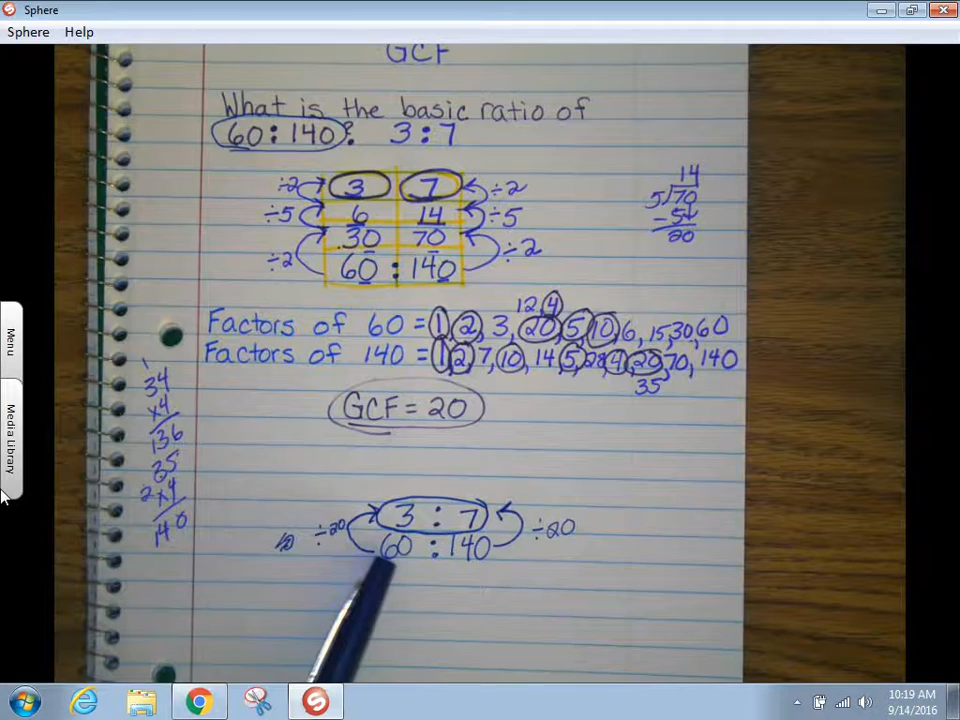 Sphere
Sphere Help
GCF
What is the basic ratio of
60:140? 3:7
÷2 3 7 ÷2
÷5 6 14 ÷5
30 70
÷2 60 : 140 ÷2
14
5)70
-5↓
20
12 4
Factors of 60 = 1, 2, 3, 20, 5, 10, 6, 15, 30, 60
Factors of 140 = 1, 2, 7, 10, 14, 5, 28, 4, 20, 70, 140
35
GCF = 20
1
34
x4
136
35
2 x4
140
3 : 7
÷20 60 : 140 ÷20
Menu
Media Library
10:19 AM
9/14/2016